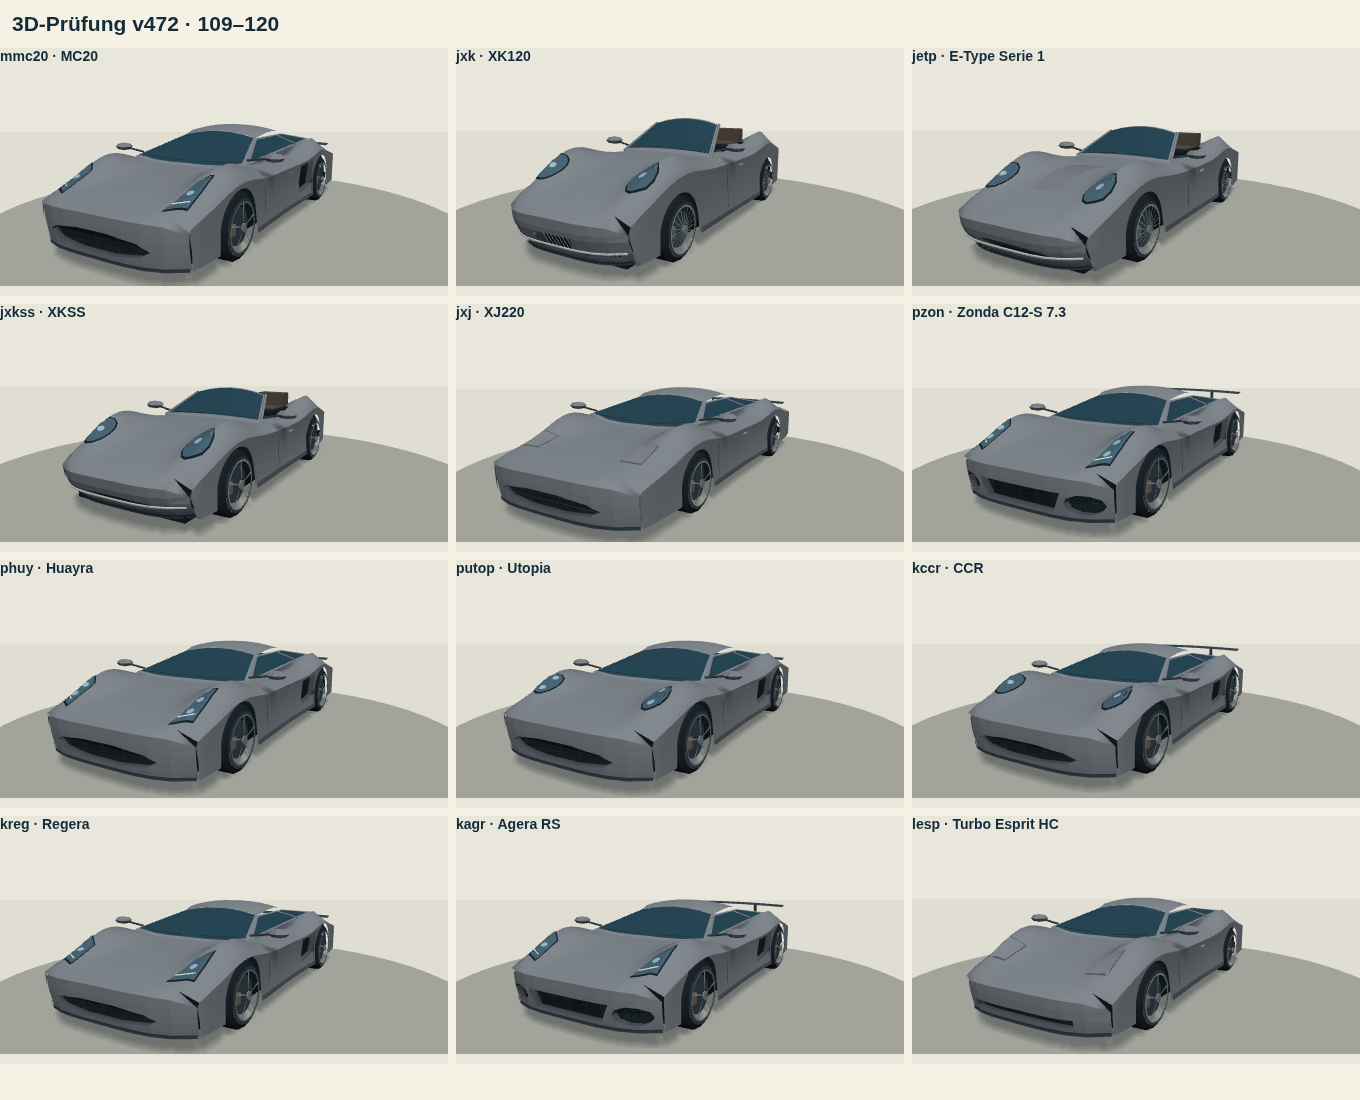 3D-Prüfung v472 · 109–120
mmc20 · MC20
jxk · XK120
jetp · E-Type Serie 1
jxkss · XKSS
jxj · XJ220
pzon · Zonda C12-S 7.3
phuy · Huayra
putop · Utopia
kccr · CCR
kreg · Regera
kagr · Agera RS
lesp · Turbo Esprit HC